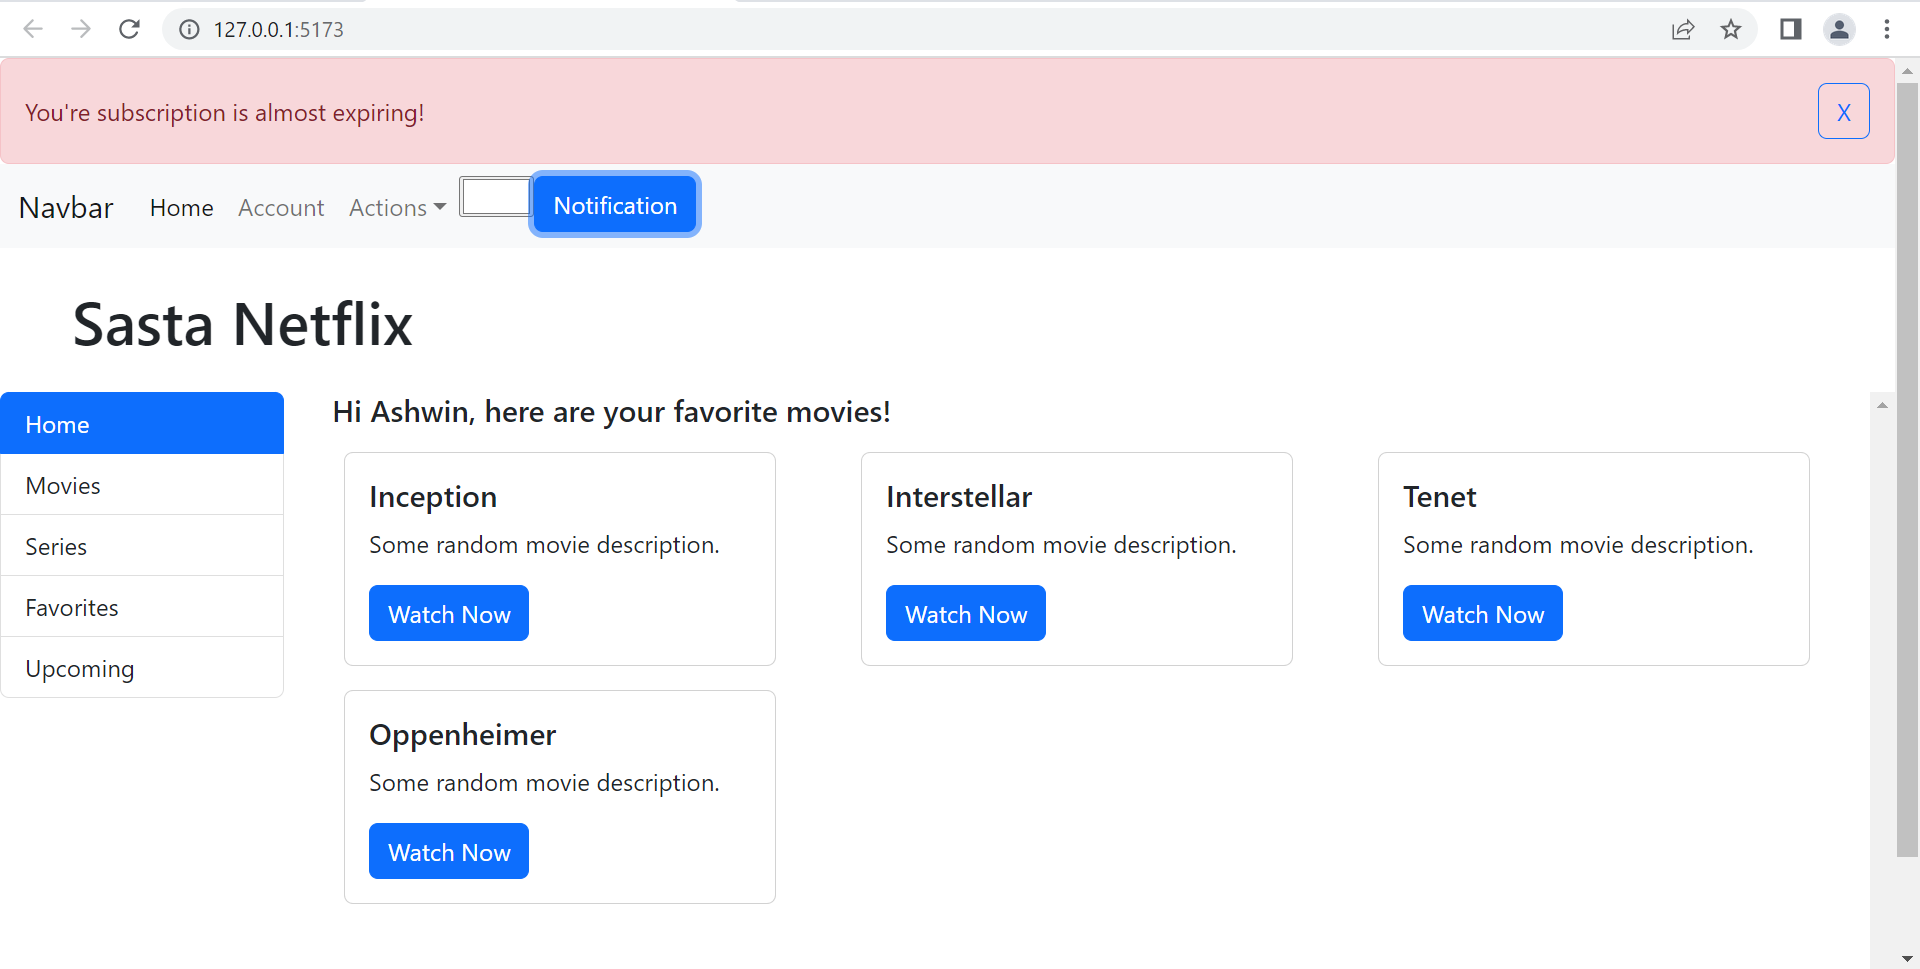 127.0.0.1:5173
You're subscription is almost expiring!
X
Navbar Home Account Actions Notification
Sasta Netflix
Home
Movies
Series
Favorites
Upcoming
Hi Ashwin, here are your favorite movies!
Inception
Some random movie description.
Watch Now
Interstellar
Some random movie description.
Watch Now
Tenet
Some random movie description.
Watch Now
Oppenheimer
Some random movie description.
Watch Now